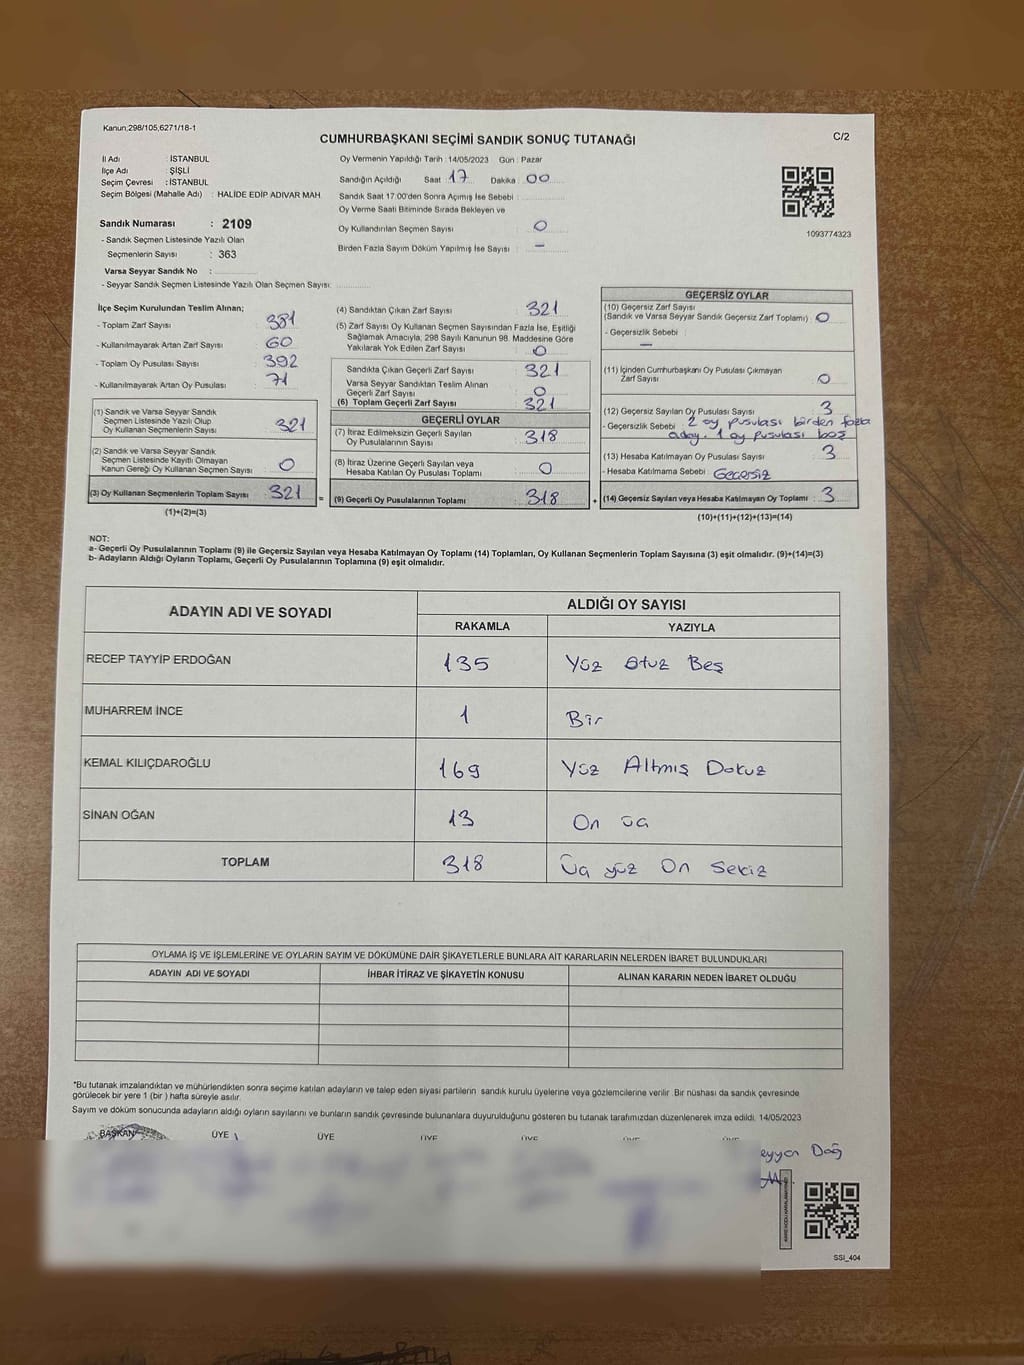 Kanun;298/105,6271/18-1
CUMHURBAŞKANI SEÇİMİ SANDIK SONUÇ TUTANAĞI
C/2
İl Adı : İSTANBUL
İlçe Adı : ŞİŞLİ
Seçim Çevresi : İSTANBUL
Seçim Bölgesi (Mahalle Adı) : HALİDE EDİP ADIVAR MAH
Sandık Numarası : 2109
- Sandık Seçmen Listesinde Yazılı Olan
Seçmenlerin Sayısı : 363
Varsa Seyyar Sandık No :
- Seyyar Sandık Seçmen Listesinde Yazılı Olan Seçmen Sayısı:
Oy Vermenin Yapıldığı Tarih : 14/05/2023 Gün : Pazar
Sandığın Açıldığı Saat 17 Dakika 00
Sandık Saat 17:00'den Sonra Açımış İse Sebebi :
Oy Verme Saati Bitiminde Sırada Bekleyen ve
Oy Kullandırılan Seçmen Sayısı 0
Birden Fazla Sayım Döküm Yapılmış İse Sayısı : –
1093774323
İlçe Seçim Kurulundan Teslim Alınan;
- Toplam Zarf Sayısı 381
- Kullanılmayarak Artan Zarf Sayısı 60
- Toplam Oy Pusulası Sayısı 392
- Kullanılmayarak Artan Oy Pusulası 71
(1) Sandık ve Varsa Seyyar Sandık
Seçmen Listesinde Yazılı Olup
Oy Kullanan Seçmenlerin Sayısı 321
(2) Sandık ve Varsa Seyyar Sandık
Seçmen Listesinde Kayıtlı Olmayan
Kanun Gereği Oy Kullanan Seçmen Sayısı 0
(3) Oy Kullanan Seçmenlerin Toplam Sayısı : 321 =
(1)+(2)=(3)
(4) Sandıktan Çıkan Zarf Sayısı 321
(5) Zarf Sayısı Oy Kullanan Seçmen Sayısından Fazla İse, Eşitliği
Sağlamak Amacıyla, 298 Sayılı Kanunun 98. Maddesine Göre
Yakılarak Yok Edilen Zarf Sayısı 0
Sandıkta Çıkan Geçerli Zarf Sayısı 321
Varsa Seyyar Sandıktan Teslim Alınan
Geçerli Zarf Sayısı 0
(6) Toplam Geçerli Zarf Sayısı 321
GEÇERLİ OYLAR
(7) İtiraz Edilmeksizin Geçerli Sayılan
Oy Pusulalarının Sayısı 318
(8) İtiraz Üzerine Geçerli Sayılan veya
Hesaba Katılan Oy Pusulası Toplamı 0
(9) Geçerli Oy Pusulalarının Toplamı 318 +
GEÇERSİZ OYLAR
(10) Geçersiz Zarf Sayısı
(Sandık ve Varsa Seyyar Sandık Geçersiz Zarf Toplamı) : 0
- Geçersizlik Sebebi :
–
(11) İçinden Cumhurbaşkanı Oy Pusulası Çıkmayan
Zarf Sayısı 0
(12) Geçersiz Sayılan Oy Pusulası Sayısı 3
- Geçersizlik Sebebi : 2 oy pusulası birden fazla
aday. 1 oy pusulası boş
(13) Hesaba Katılmayan Oy Pusulası Sayısı 3
- Hesaba Katılmama Sebebi : Geçersiz
(14) Geçersiz Sayılan veya Hesaba Katılmayan Oy Toplamı : 3
(10)+(11)+(12)+(13)=(14)
NOT:
a- Geçerli Oy Pusulalarının Toplamı (9) ile Geçersiz Sayılan veya Hesaba Katılmayan Oy Toplamı (14) Toplamları, Oy Kullanan Seçmenlerin Toplam Sayısına (3) eşit olmalıdır. (9)+(14)=(3)
b- Adayların Aldığı Oyların Toplamı, Geçerli Oy Pusulalarının Toplamına (9) eşit olmalıdır.
ADAYIN ADI VE SOYADI ALDIĞI OY SAYISI
RAKAMLA YAZIYLA
RECEP TAYYİP ERDOĞAN 135 Yüz Otuz Beş
MUHARREM İNCE 1 Bir
KEMAL KILIÇDAROĞLU 169 Yüz Altmış Dokuz
SİNAN OĞAN 13 On üç
TOPLAM 318 Üç yüz On Sekiz
OYLAMA İŞ VE İŞLEMLERİNE VE OYLARIN SAYIM VE DÖKÜMÜNE DAİR ŞİKAYETLERLE BUNLARA AİT KARARLARIN NELERDEN İBARET BULUNDUKLARI
ADAYIN ADI VE SOYADI İHBAR İTİRAZ VE ŞİKAYETİN KONUSU ALINAN KARARIN NEDEN İBARET OLDUĞU
*Bu tutanak imzalandıktan ve mühürlendikten sonra seçime katılan adayların ve talep eden siyasi partilerin sandık kurulu üyelerine veya gözlemcilerine verilir. Bir nüshası da sandık çevresinde
görülecek bir yere 1 (bir ) hafta süreyle asılır.
Sayım ve döküm sonucunda adayların aldığı oyların sayılarını ve bunların sandık çevresinde bulunanlara duyurulduğunu gösteren bu tutanak tarafımızdan düzenlenerek imza edildi. 14/05/2023
BAŞKAN ÜYE ÜYE ÜYE ÜYE ÜYE ÜYE
eyyen Dağ
SSI_404